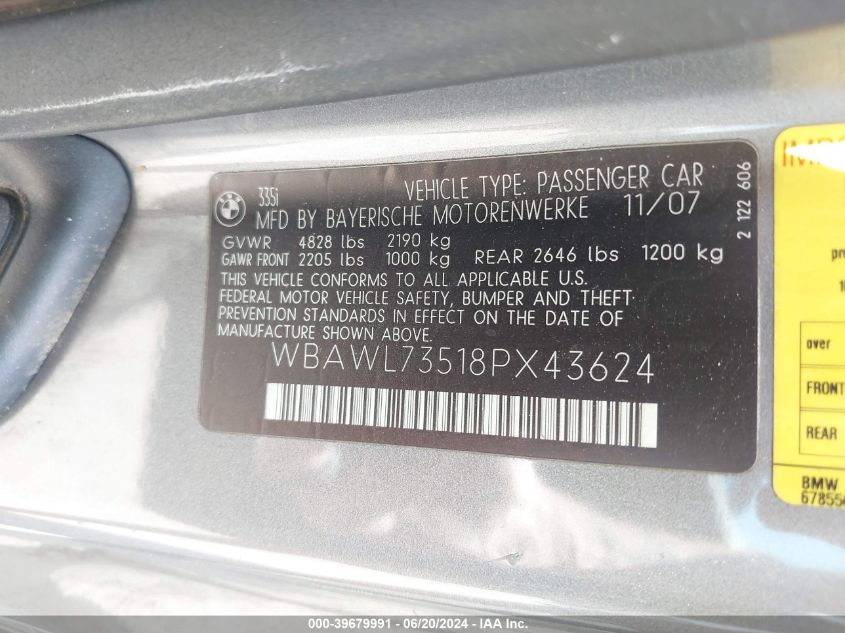 BMW
335i VEHICLE TYPE: PASSENGER CAR
MFD BY BAYERISCHE MOTORENWERKE 11/07
GVWR 4828 lbs 2190 kg
GAWR FRONT 2205 lbs 1000 kg REAR 2646 lbs 1200 kg
THIS VEHICLE CONFORMS TO ALL APPLICABLE U.S.
FEDERAL MOTOR VEHICLE SAFETY, BUMPER AND THEFT
PREVENTION STANDARDS IN EFFECT ON THE DATE OF
MANUFACTURE SHOWN ABOVE.
WBAWL73518PX43624
2 122 606
over
FRONT
REAR
BMW
00-39679991 - 06/20/2024 - IAA Inc.